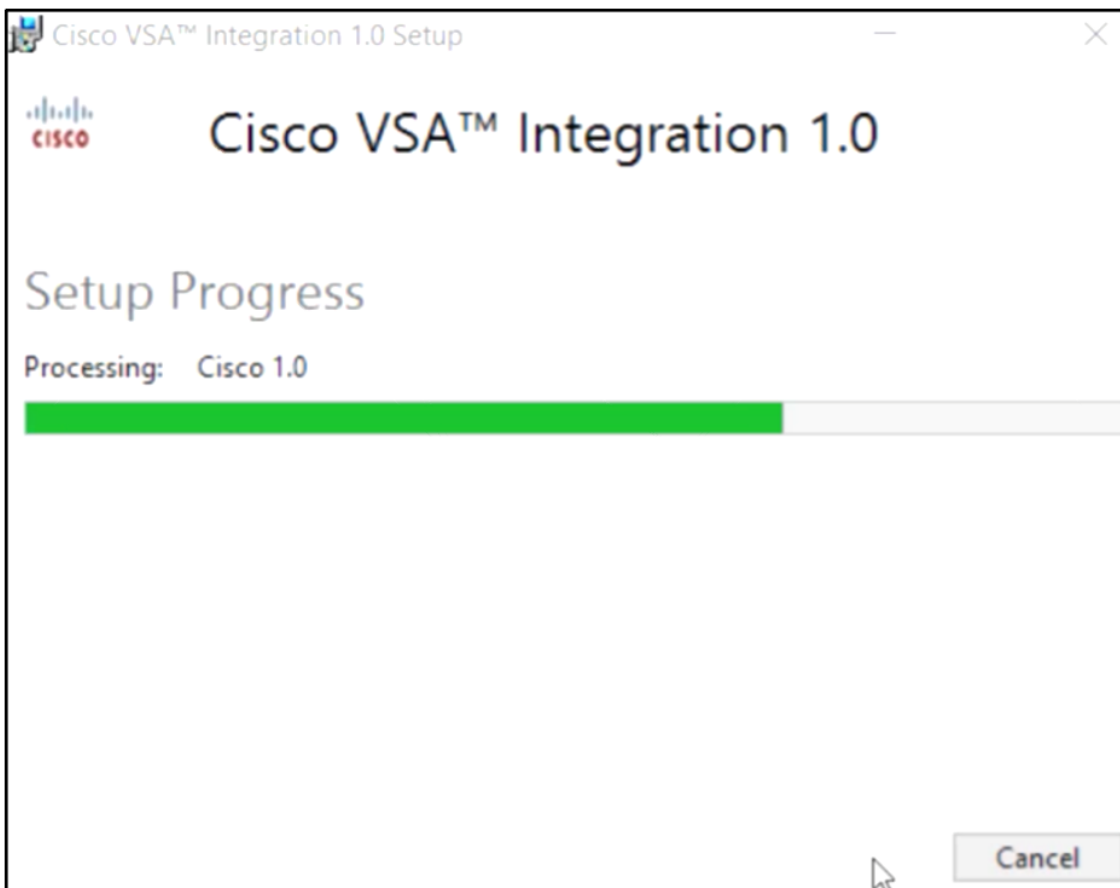 Cisco VSA™ Integration 1.0 Setup
CISCO
Cisco VSA™ Integration 1.0
Setup Progress
Processing: Cisco 1.0
Cancel